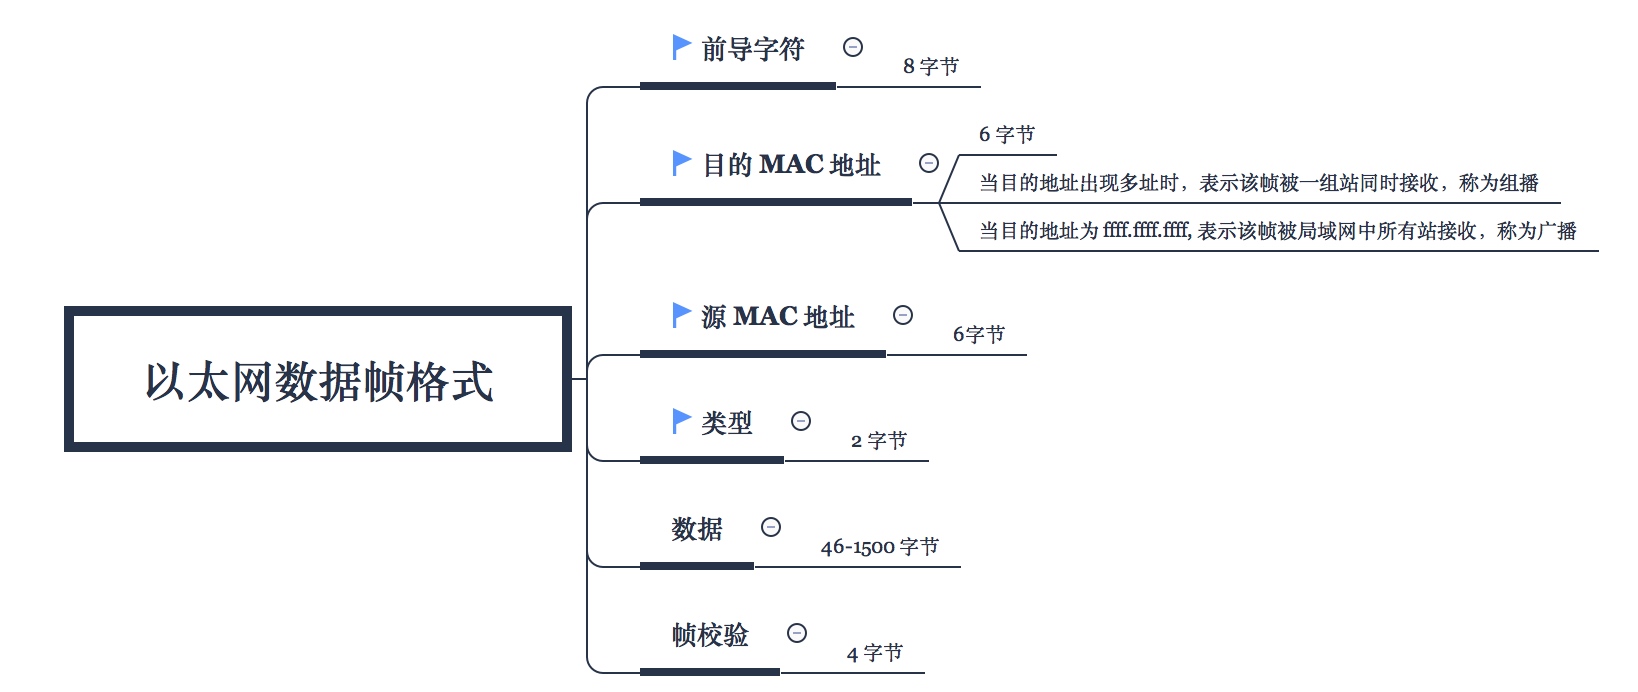 以太网数据帧格式
前导字符
8 字节
目的 MAC 地址
6 字节
当目的地址出现多址时，表示该帧被一组站同时接收，称为组播
当目的地址为 ffff.ffff.ffff, 表示该帧被局域网中所有站接收，称为广播
源 MAC 地址
6字节
类型
2 字节
数据
46-1500 字节
帧校验
4 字节